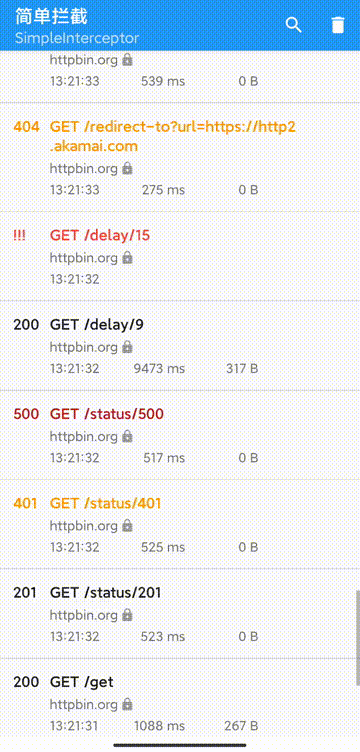 简单拦截
SimpleInterceptor
httpbin.org
13:21:33 539 ms 0 B
404 GET /redirect-to?url=https://http2
.akamai.com
httpbin.org
13:21:33 275 ms 0 B
!!! GET /delay/15
httpbin.org
13:21:32
200 GET /delay/9
httpbin.org
13:21:32 9473 ms 317 B
500 GET /status/500
httpbin.org
13:21:32 517 ms 0 B
401 GET /status/401
httpbin.org
13:21:32 525 ms 0 B
201 GET /status/201
httpbin.org
13:21:32 523 ms 0 B
200 GET /get
httpbin.org
13:21:31 1088 ms 267 B